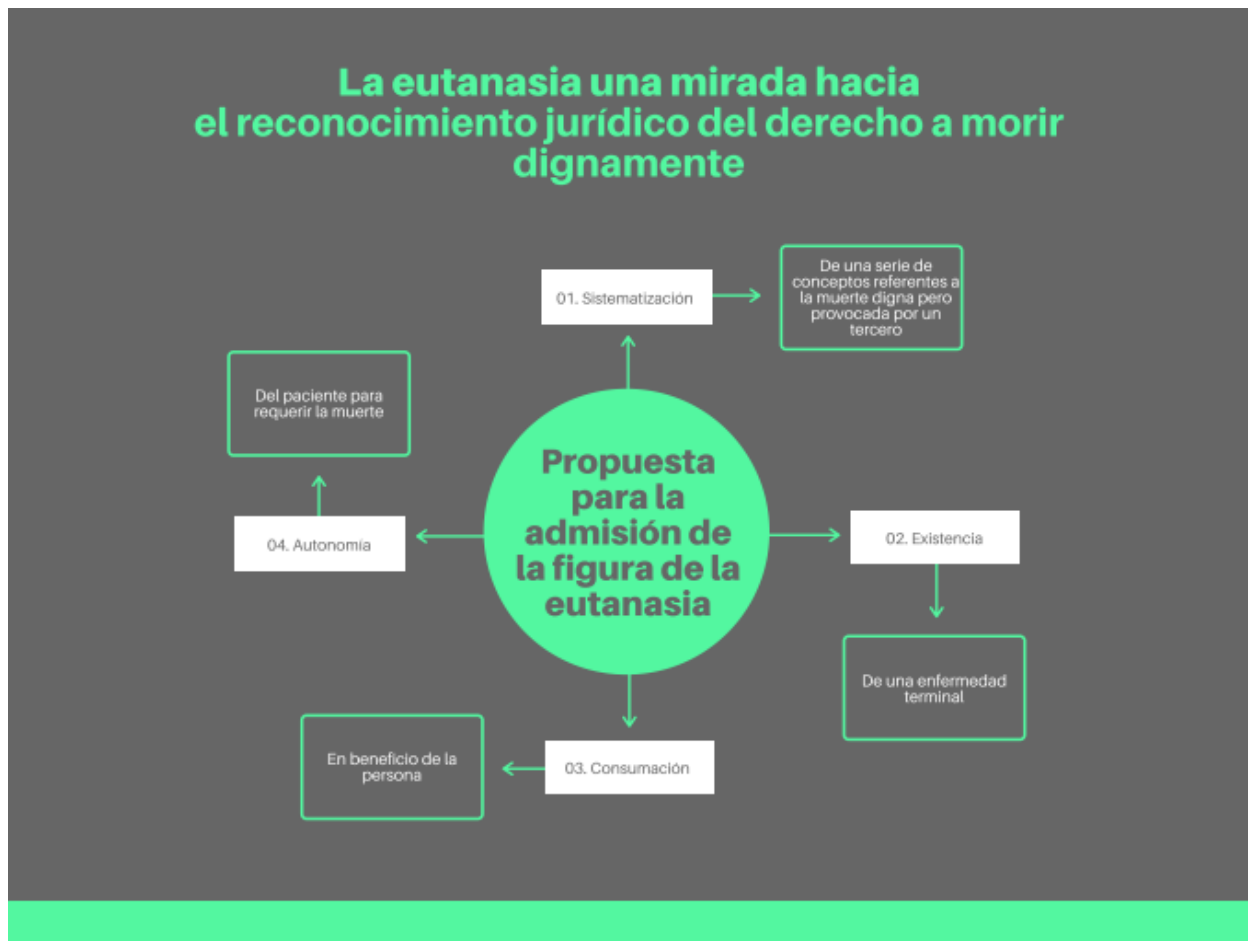 La eutanasia una mirada hacia
el reconocimiento jurídico del derecho a morir
dignamente
01. Sistematización
De una serie de
conceptos referentes a
la muerte digna pero
provocada por un
tercero
Propuesta
para la
admisión de
la figura de la
eutanasia
02. Existencia
De una enfermedad
terminal
03. Consumación
En beneficio de la
persona
04. Autonomía
Del paciente para
requerir la muerte